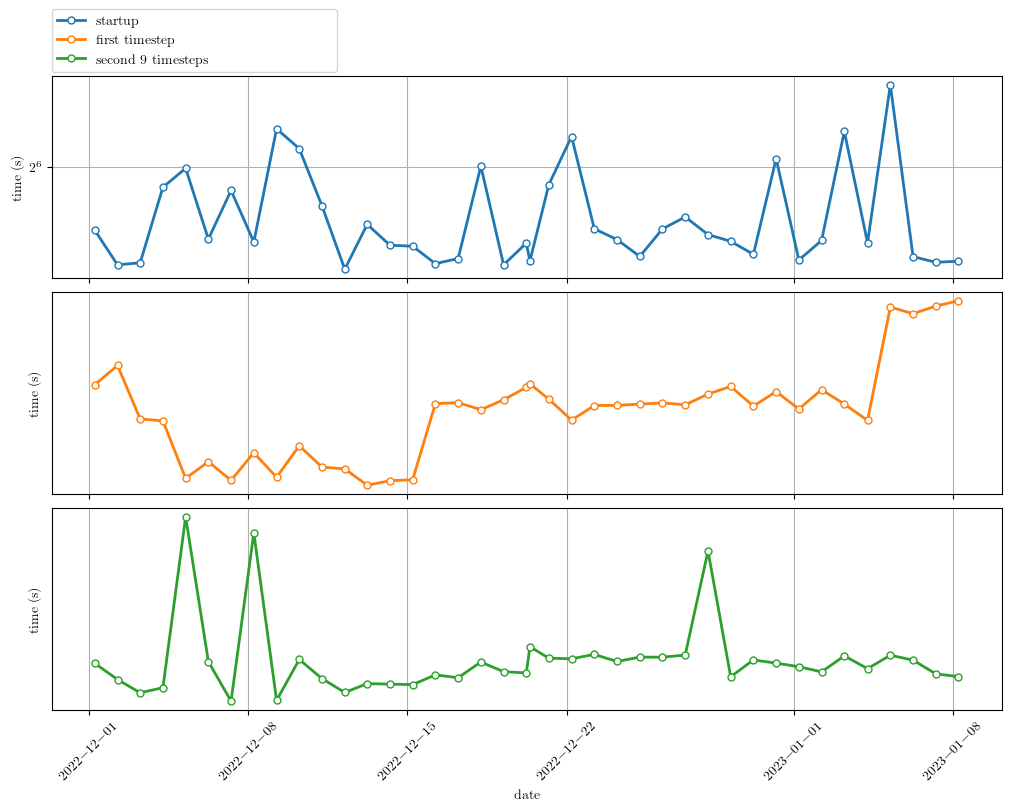 startup
first timestep
second 9 timesteps
time (s)
2⁶
time (s)
time (s)
2022−12−01
2022−12−08
2022−12−15
2022−12−22
2023−01−01
2023−01−08
date